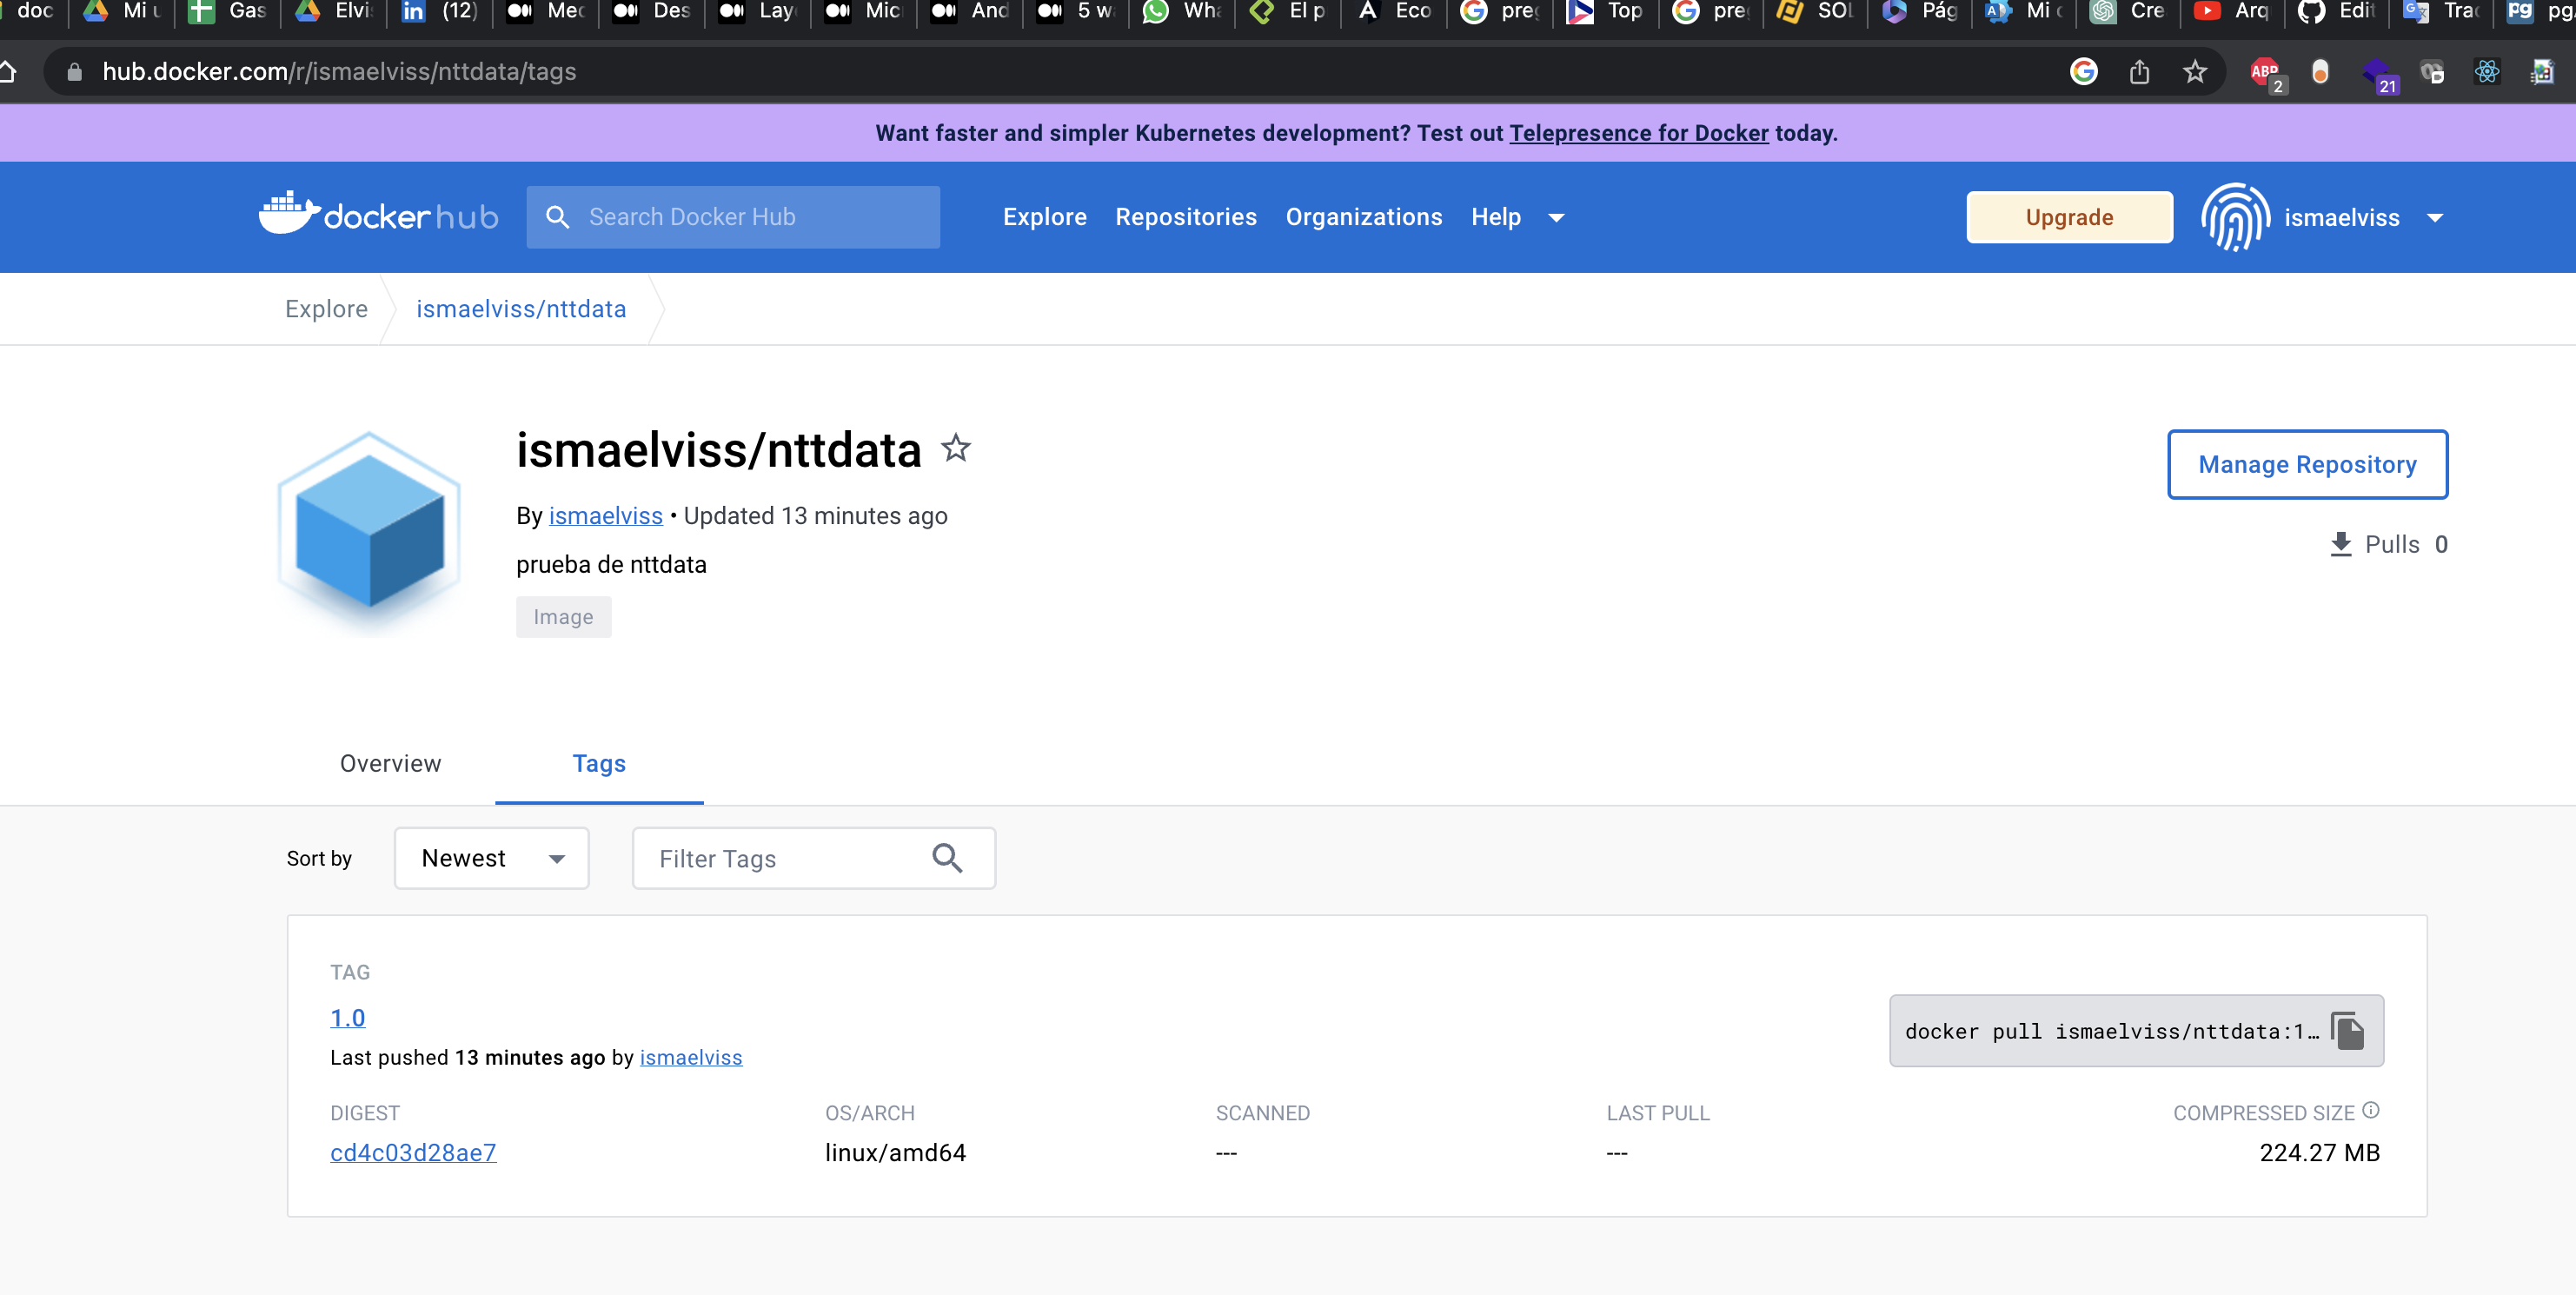 doc Mi Gas Elvi (12) Med Des Lay Mic And 5 w Wha El p Eco preg Top preg SOL Pág Mi c Cre Arq Edit Trad pg
hub.docker.com/r/ismaelviss/nttdata/tags
ABP 2 21
Want faster and simpler Kubernetes development? Test out Telepresence for Docker today.
dockerhub Search Docker Hub Explore Repositories Organizations Help Upgrade ismaelviss
Explore ismaelviss/nttdata
ismaelviss/nttdata
Manage Repository
By ismaelviss • Updated 13 minutes ago
Pulls 0
prueba de nttdata
Image
Overview Tags
Sort by Newest Filter Tags
TAG
1.0
docker pull ismaelviss/nttdata:1…
Last pushed 13 minutes ago by ismaelviss
DIGEST OS/ARCH SCANNED LAST PULL COMPRESSED SIZE
cd4c03d28ae7 linux/amd64 --- --- 224.27 MB